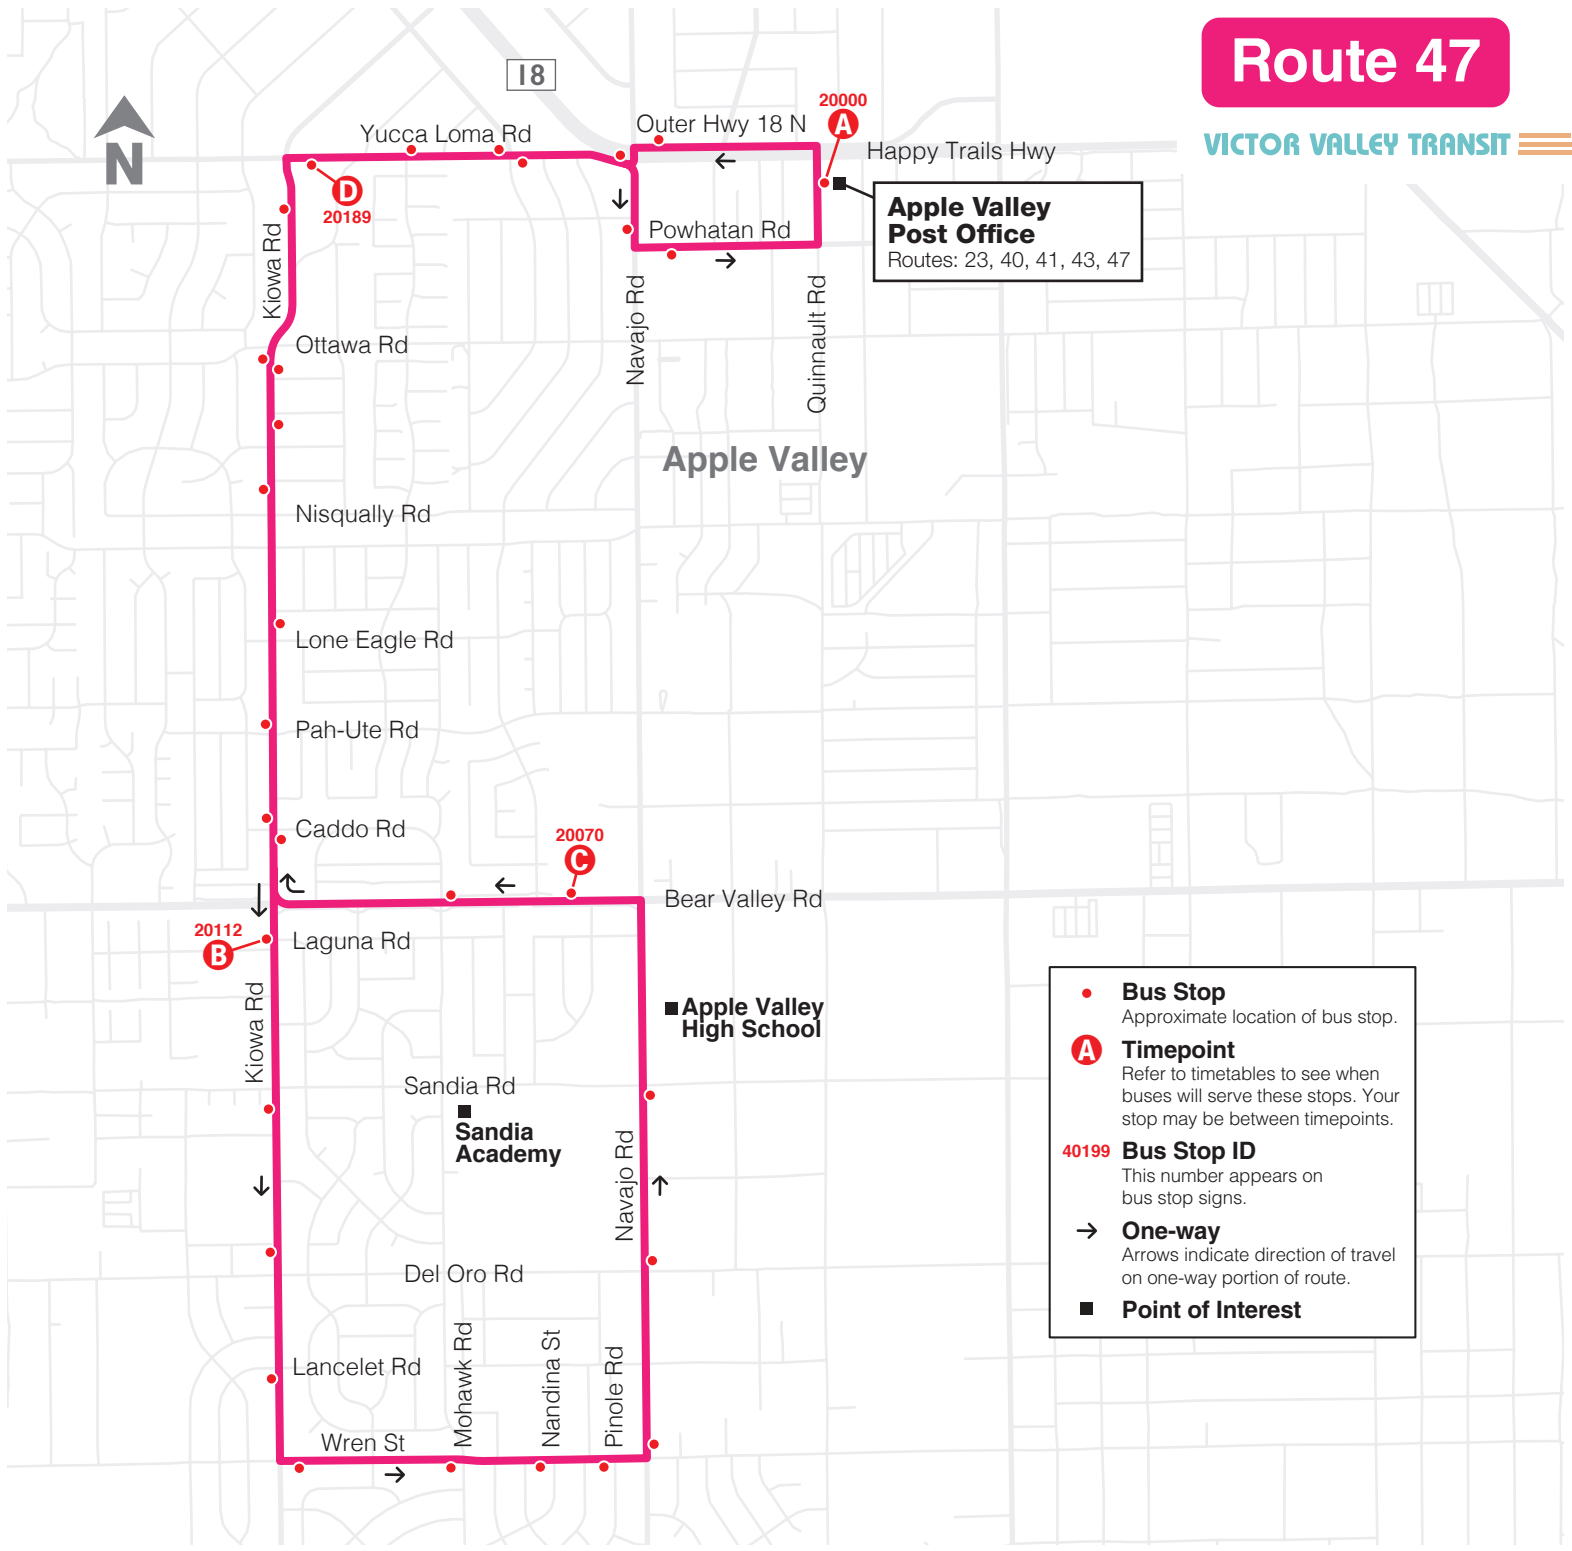 Route 47
VICTOR VALLEY TRANSIT
18
N
Yucca Loma Rd
Outer Hwy 18 N
20000
A
Happy Trails Hwy
D
20189
Apple Valley
Post Office
Routes: 23, 40, 41, 43, 47
Powhatan Rd
Kiowa Rd
Navajo Rd
Quinnault Rd
Ottawa Rd
Apple Valley
Nisqually Rd
Lone Eagle Rd
Pah-Ute Rd
Caddo Rd
20070
C
Bear Valley Rd
20112
B
Laguna Rd
Kiowa Rd
Apple Valley
High School
Sandia Rd
Sandia
Academy
Navajo Rd
Del Oro Rd
Lancelet Rd
Mohawk Rd
Nandina St
Pinole Rd
Wren St
Bus Stop
Approximate location of bus stop.
A
Timepoint
Refer to timetables to see when
buses will serve these stops. Your
stop may be between timepoints.
40199
Bus Stop ID
This number appears on
bus stop signs.
One-way
Arrows indicate direction of travel
on one-way portion of route.
Point of Interest